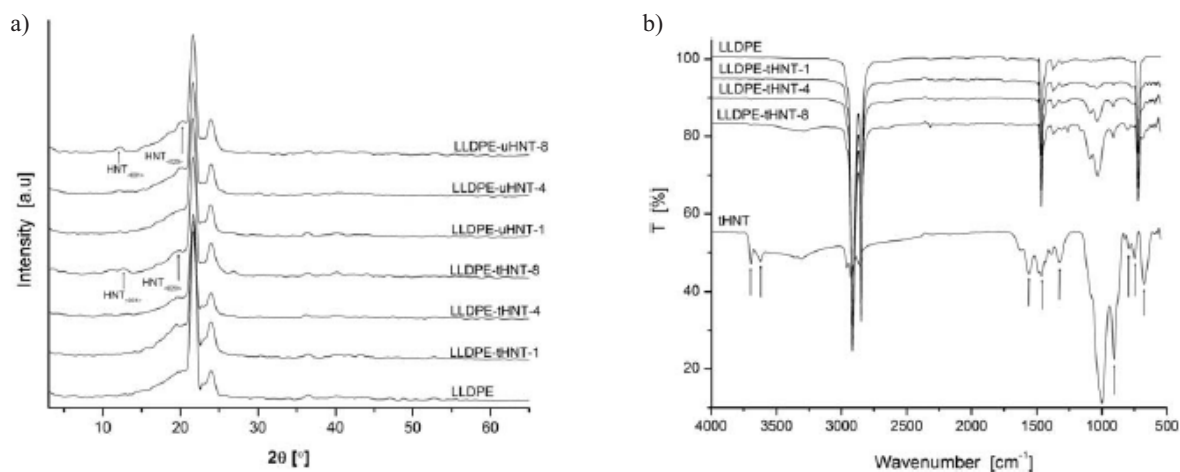 a)
Intensity [a.u]
HNT
HNT
LLDPE-uHNT-8
LLDPE-uHNT-4
LLDPE-uHNT-1
LLDPE-tHNT-8
HNT
HNT
LLDPE-tHNT-4
LLDPE-tHNT-1
LLDPE
10 20 30 40 50 60
2θ [°]
b)
T [%]
100
80
60
40
20
LLDPE
LLDPE-tHNT-1
LLDPE-tHNT-4
LLDPE-tHNT-8
tHNT
4000 3500 3000 2500 2000 1500 1000 500
Wavenumber [cm⁻¹]